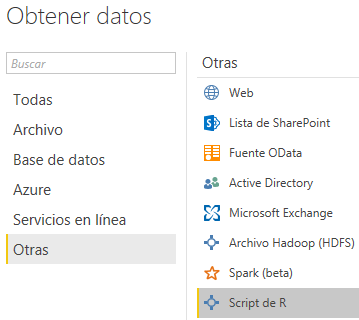 Obtener datos
Buscar
Todas
Archivo
Base de datos
Azure
Servicios en línea
Otras
Otras
Web
Lista de SharePoint
Fuente OData
Active Directory
Microsoft Exchange
Archivo Hadoop (HDFS)
Spark (beta)
Script de R